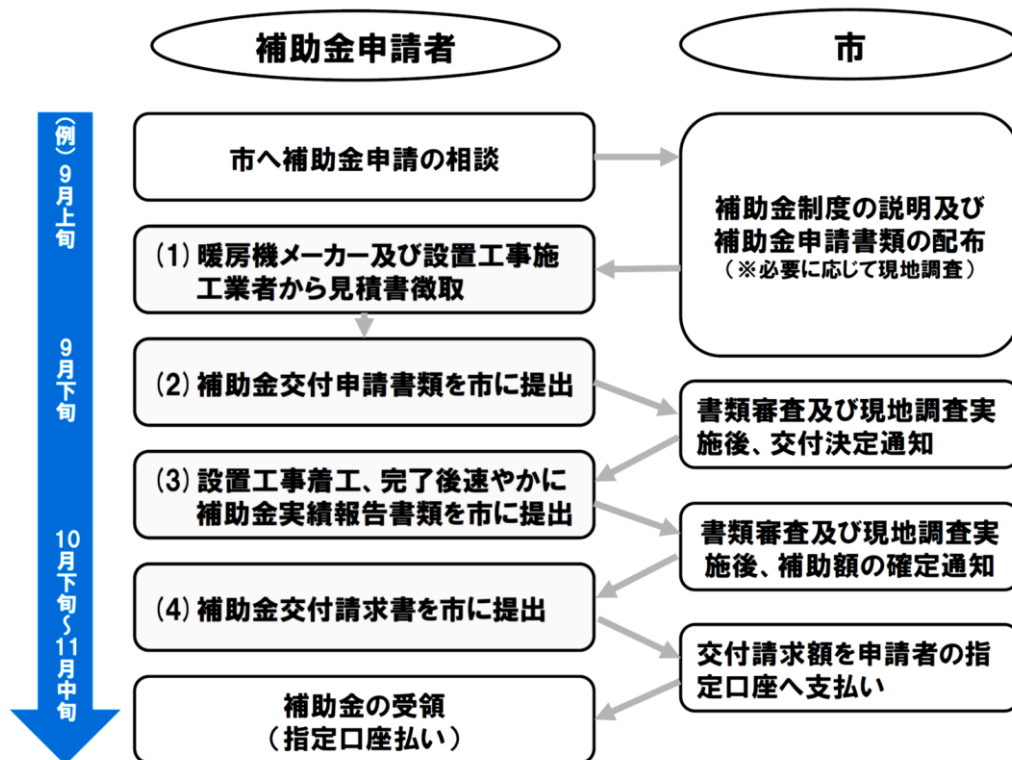 補助金申請者
市
(例)9月上旬
9月下旬
10月下旬～11月中旬
市へ補助金申請の相談
補助金制度の説明及び
補助金申請書類の配布
(※必要に応じて現地調査)
(1)暖房機メーカー及び設置工事施
工業者から見積書徴取
(2)補助金交付申請書類を市に提出
書類審査及び現地調査実
施後、交付決定通知
(3)設置工事着工、完了後速やかに
補助金実績報告書類を市に提出
書類審査及び現地調査実
施後、補助額の確定通知
(4)補助金交付請求書を市に提出
交付請求額を申請者の指
定口座へ支払い
補助金の受領
(指定口座払い)